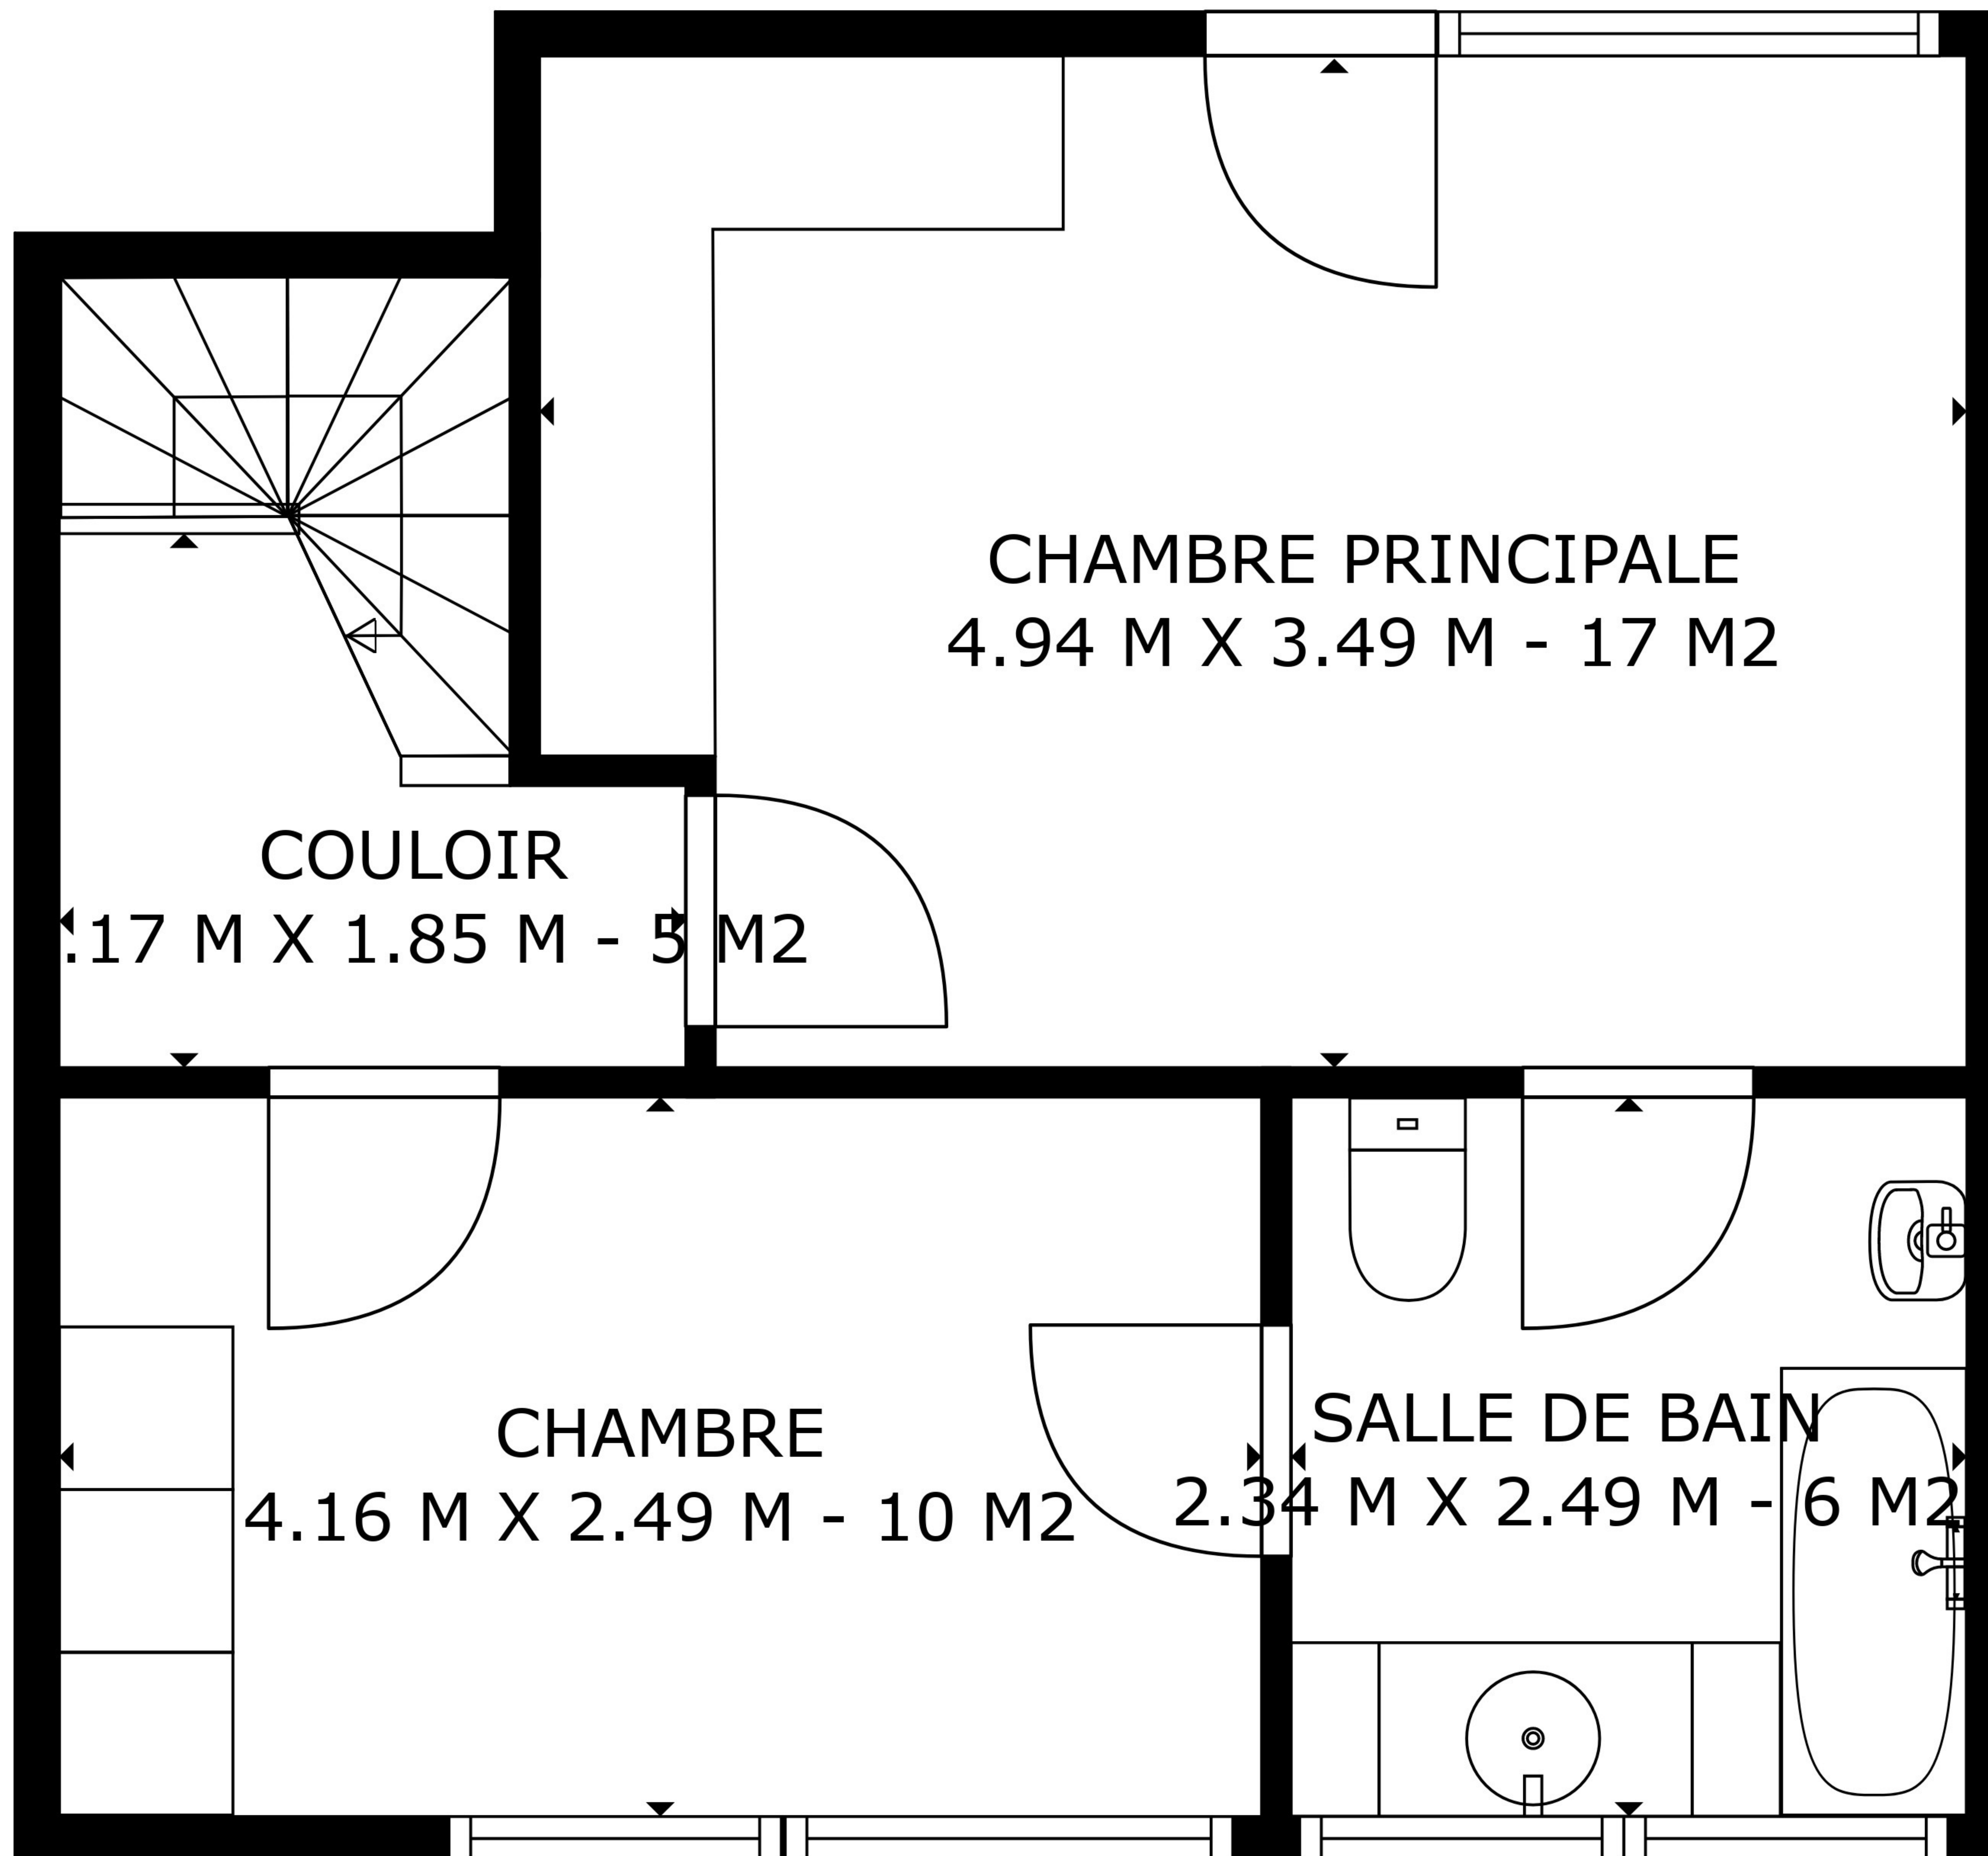 CHAMBRE PRINCIPALE
4.94 M X 3.49 M - 17 M2
COULOIR
.17 M X 1.85 M - 5 M2
CHAMBRE
4.16 M X 2.49 M - 10 M2
SALLE DE BAIN
2.34 M X 2.49 M - 6 M2